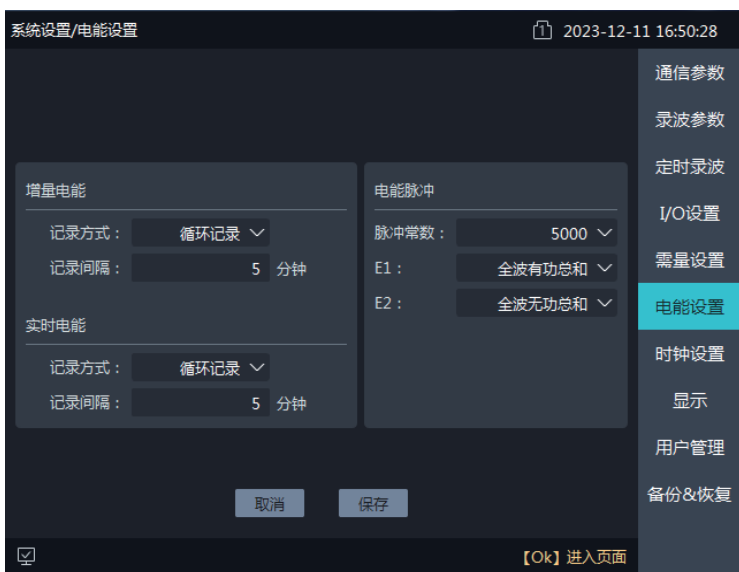 系统设置/电能设置
1 2023-12-11 16:50:28
通信参数
录波参数
定时录波
I/O设置
需量设置
电能设置
时钟设置
显示
用户管理
备份&恢复
增量电能
记录方式： 循环记录
记录间隔： 5 分钟
实时电能
记录方式： 循环记录
记录间隔： 5 分钟
电能脉冲
脉冲常数： 5000
E1： 全波有功总和
E2： 全波无功总和
取消 保存
【Ok】进入页面